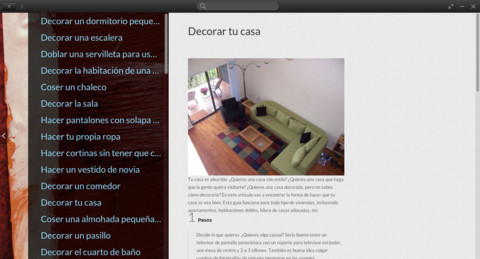 Decorar un dormitorio peque...
Decorar una escalera
Doblar una servilleta para us...
Decorar la habitación de una ...
Coser un chaleco
Decorar la sala
Hacer pantalones con solapa ...
Hacer tu propia ropa
Hacer cortinas sin tener que c...
Hacer un vestido de novia
Decorar un comedor
Decorar tu casa
Coser una almohada pequeña...
Decorar un pasillo
Decorar el cuarto de baño
Decorar tu casa
Tu casa es aburrida. ¿Quieres una casa con estilo? ¿Quieres una casa que haga
que la gente quiera visitarte? ¿Quieres una casa decorada, pero no sabes
cómo decorarla? En este artículo vas a encontrar la forma de hacer que tu
casa se vea bien. Esta guía funciona para todo tipo de viviendas, incluyendo
apartamentos, habitaciones dobles, libres de casas adosadas, etc.
1 Pasos
Decide lo que quieres. ¿Quieres algo casual? Sería bueno tener un
televisor de pantalla panorámica con un soporte para televisor estándar,
una mesa de centro y 2 o 3 sillones. También es buena idea colgar